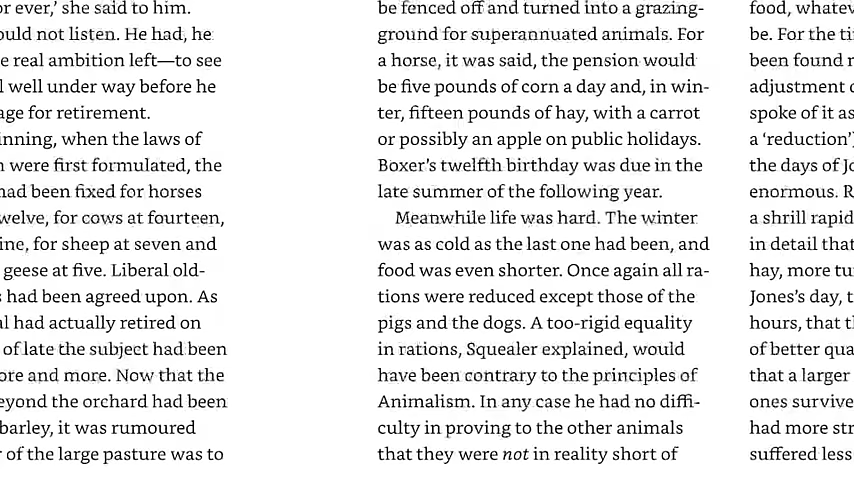 or ever,’ she said to him.
ould not listen. He had, he
e real ambition left—to see
l well under way before he
age for retirement.
inning, when the laws of
n were first formulated, the
had been fixed for horses
welve, for cows at fourteen,
ine, for sheep at seven and
geese at five. Liberal old-
s had been agreed upon. As
al had actually retired on
of late the subject had been
ore and more. Now that the
eyond the orchard had been
barley, it was rumoured
r of the large pasture was to
be fenced off and turned into a grazing-
ground for superannuated animals. For
a horse, it was said, the pension would
be five pounds of corn a day and, in win-
ter, fifteen pounds of hay, with a carrot
or possibly an apple on public holidays.
Boxer’s twelfth birthday was due in the
late summer of the following year.
Meanwhile life was hard. The winter
was as cold as the last one had been, and
food was even shorter. Once again all ra-
tions were reduced except those of the
pigs and the dogs. A too-rigid equality
in rations, Squealer explained, would
have been contrary to the principles of
Animalism. In any case he had no diffi-
culty in proving to the other animals
that they were not in reality short of
food, whatev
be. For the ti
been found n
adjustment o
spoke of it as
a ‘reduction’)
the days of Jo
enormous. R
a shrill rapid
in detail that
hay, more tu
Jones’s day, t
hours, that th
of better qua
that a larger
ones survive
had more str
suffered less